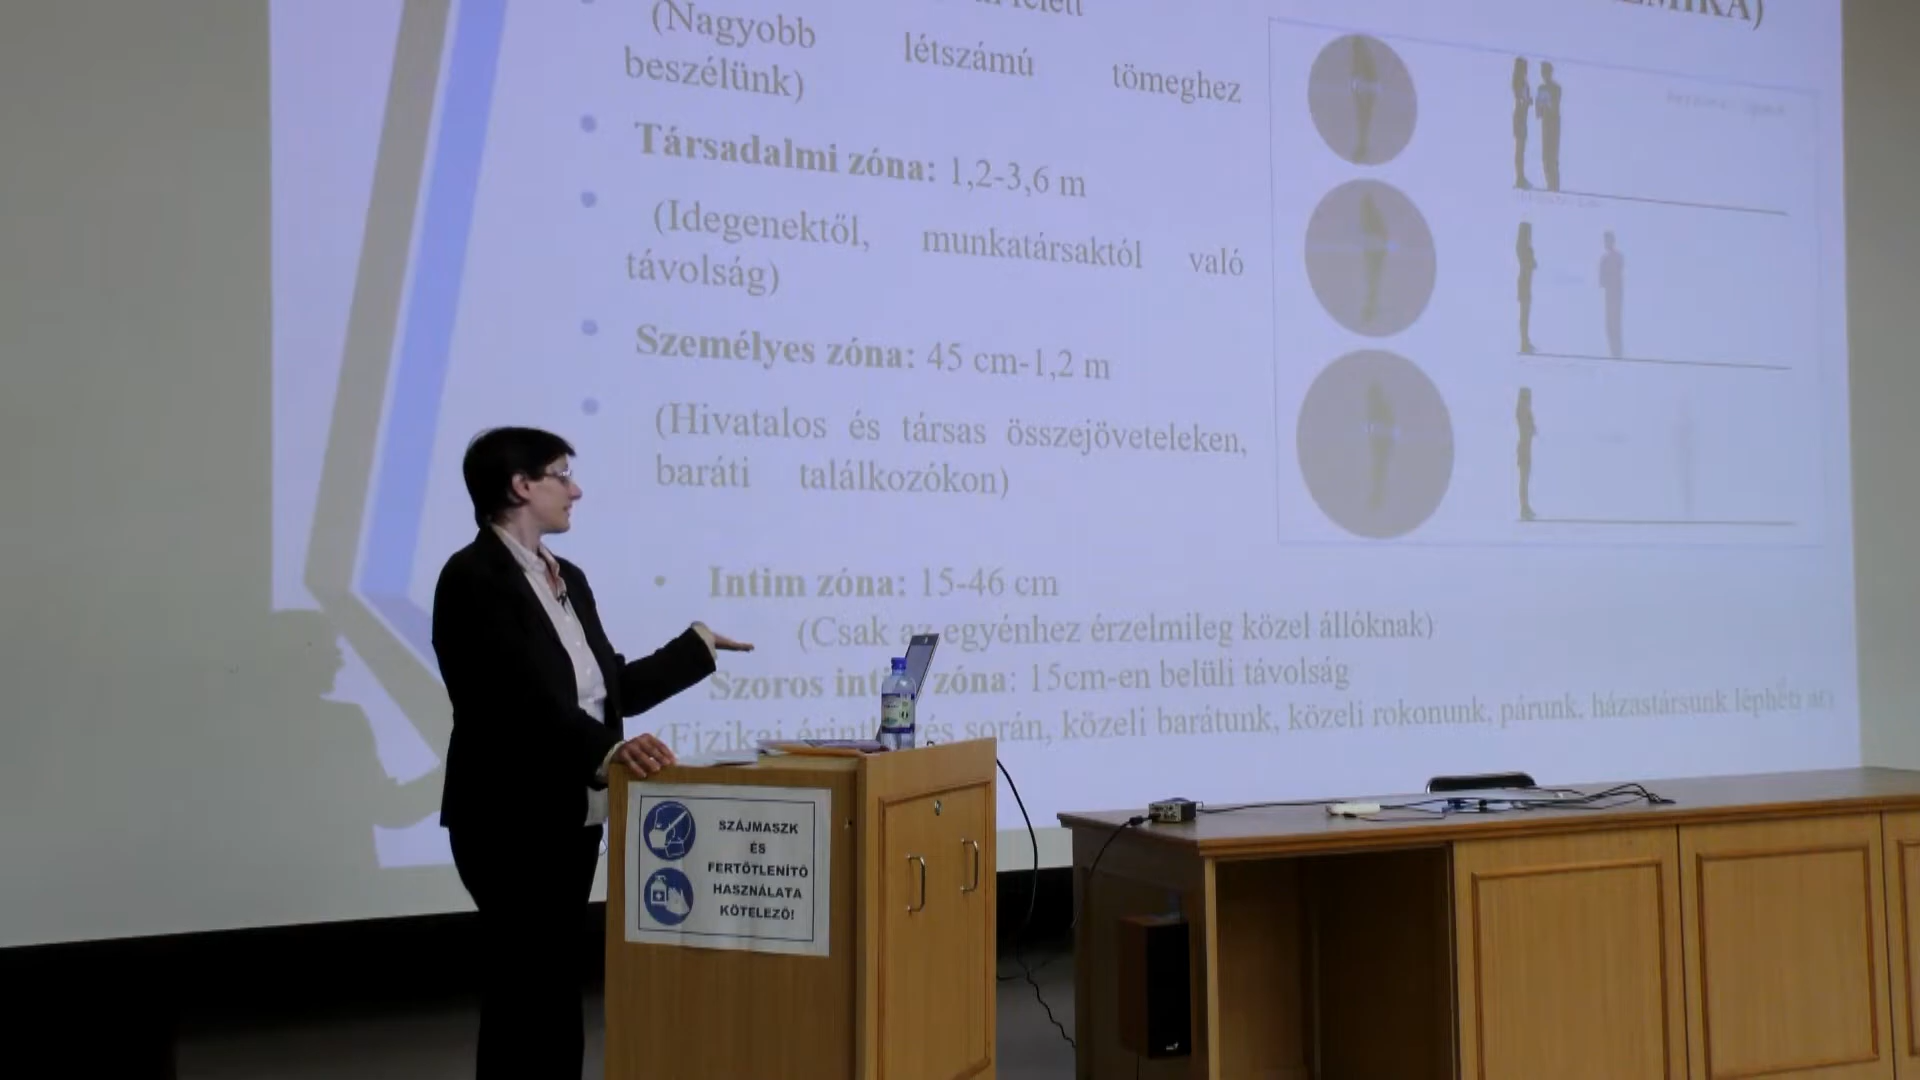 felett
(Nagyobb létszámú tömeghez
beszélünk)
Társadalmi zóna: 1,2-3,6 m
(Idegenektől, munkatársaktól való
távolság)
Személyes zóna: 45 cm-1,2 m
(Hivatalos és társas összejöveteleken,
baráti találkozókon)
Intim zóna: 15-46 cm
(Csak az egyénhez érzelmileg közel állóknak)
Szoros intim zóna: 15cm-en belüli távolság
(Fizikai érintkezés során, közeli barátunk, közeli rokonunk, párunk, házastársunk léphet át)
SZÁJMASZK
ÉS
FERTŐTLENÍTŐ
HASZNÁLATA
KÖTELEZŐ!